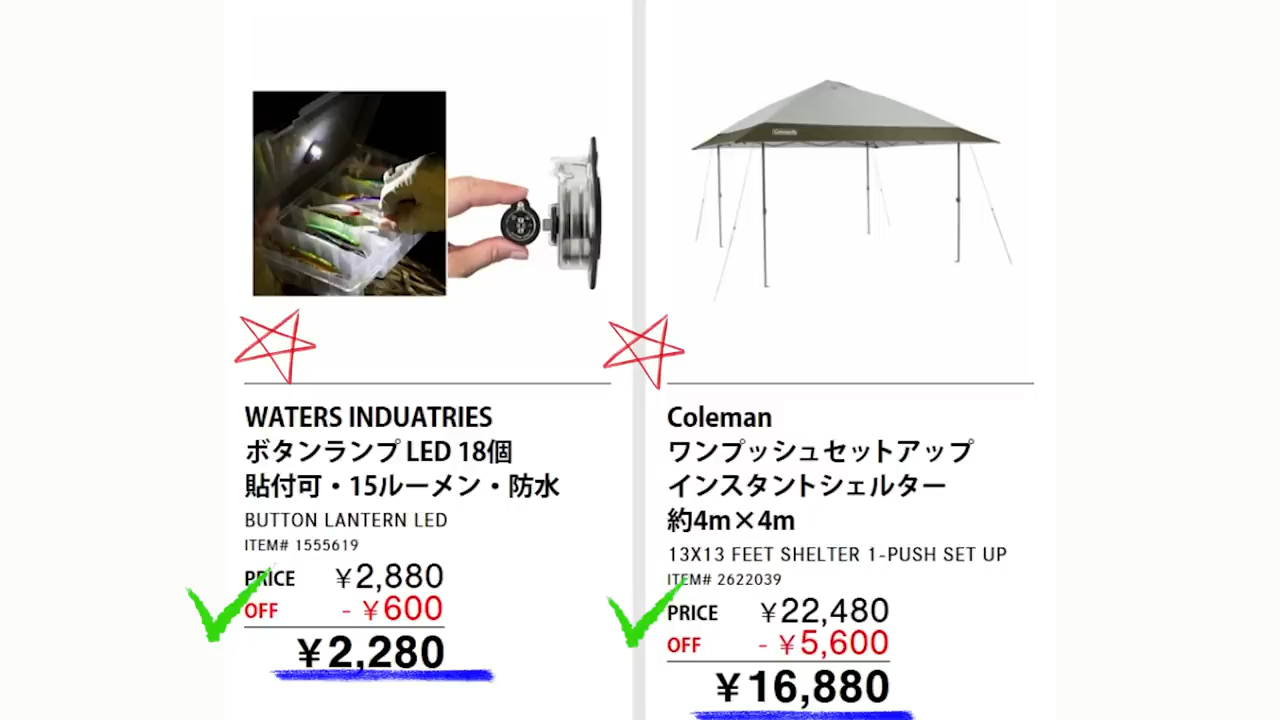 WATERS INDUATRIES
ボタンランプ LED 18個
貼付可・15ルーメン・防水
BUTTON LANTERN LED
ITEM# 1555619
PRICE ¥2,880
OFF - ¥600
¥2,280
Coleman
Coleman
ワンプッシュセットアップ
インスタントシェルター
約4m×4m
13X13 FEET SHELTER 1-PUSH SET UP
ITEM# 2622039
PRICE ¥22,480
OFF - ¥5,600
¥16,880